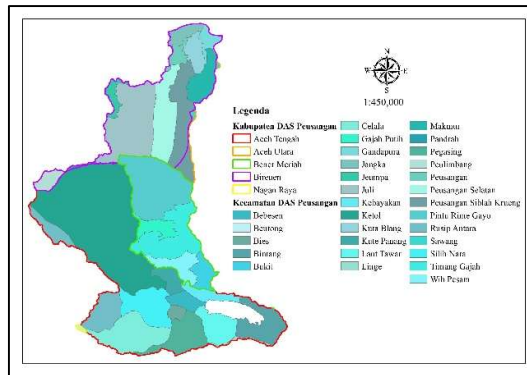 N
W E
S
1:450,000
Legenda
Kabupaten DAS Peusangan
Aceh Tengah
Aceh Utara
Bener Meriah
Bireuen
Nagan Raya
Kecamatan DAS Peusangan
Bebesen
Beutong
Bies
Bintang
Bukit
Celala
Gajah Putih
Gandapura
Jangka
Jeumpa
Juli
Kebayakan
Ketol
Kuta Blang
Kute Panang
Laut Tawar
Linge
Makmur
Pandrah
Pegasing
Peulimbang
Peusangan
Peusangan Selatan
Peusangan Siblah Krueng
Pintu Rime Gayo
Rusip Antara
Sawang
Silih Nara
Timang Gajah
Wih Pesam